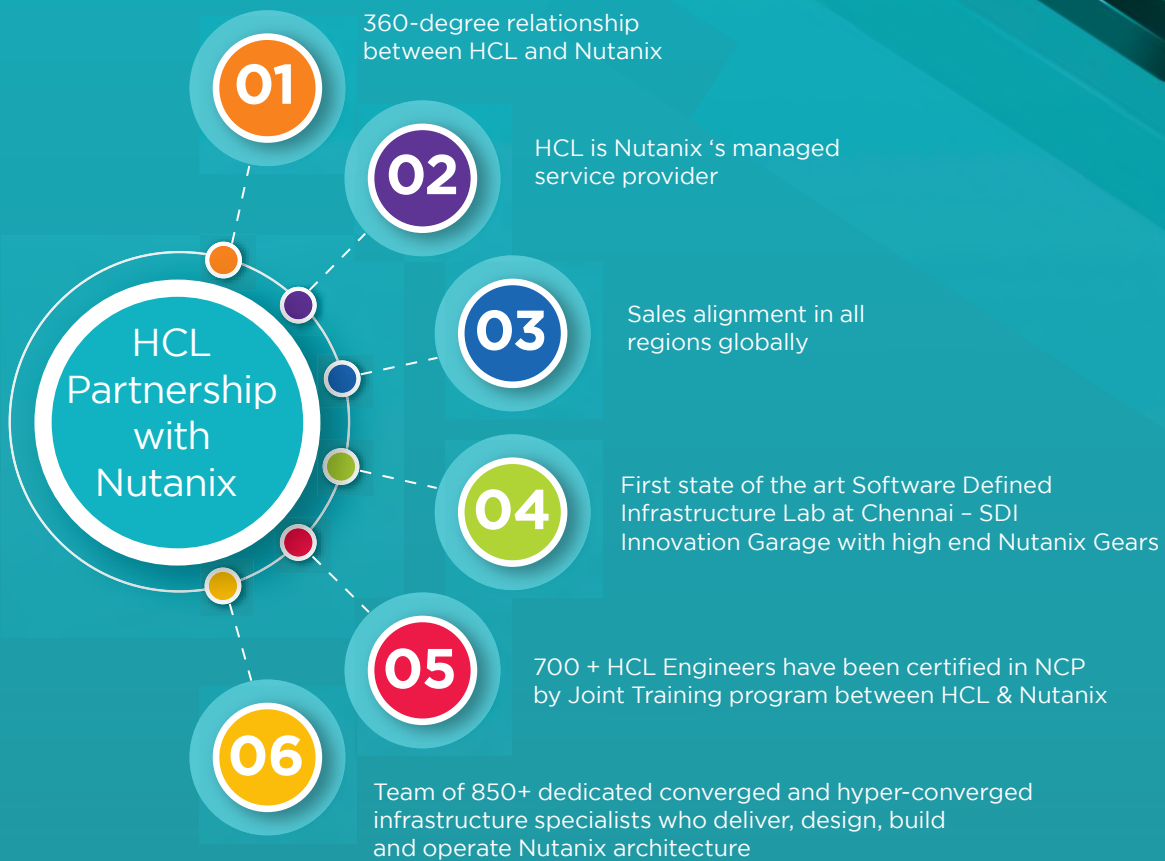 01
360-degree relationship
between HCL and Nutanix
02
HCL is Nutanix ‘s managed
service provider
HCL
Partnership
with
Nutanix
03
Sales alignment in all
regions globally
04
First state of the art Software Defined
Infrastructure Lab at Chennai – SDI
Innovation Garage with high end Nutanix Gears
05
700 + HCL Engineers have been certified in NCP
by Joint Training program between HCL & Nutanix
06
Team of 850+ dedicated converged and hyper-converged
infrastructure specialists who deliver, design, build
and operate Nutanix architecture